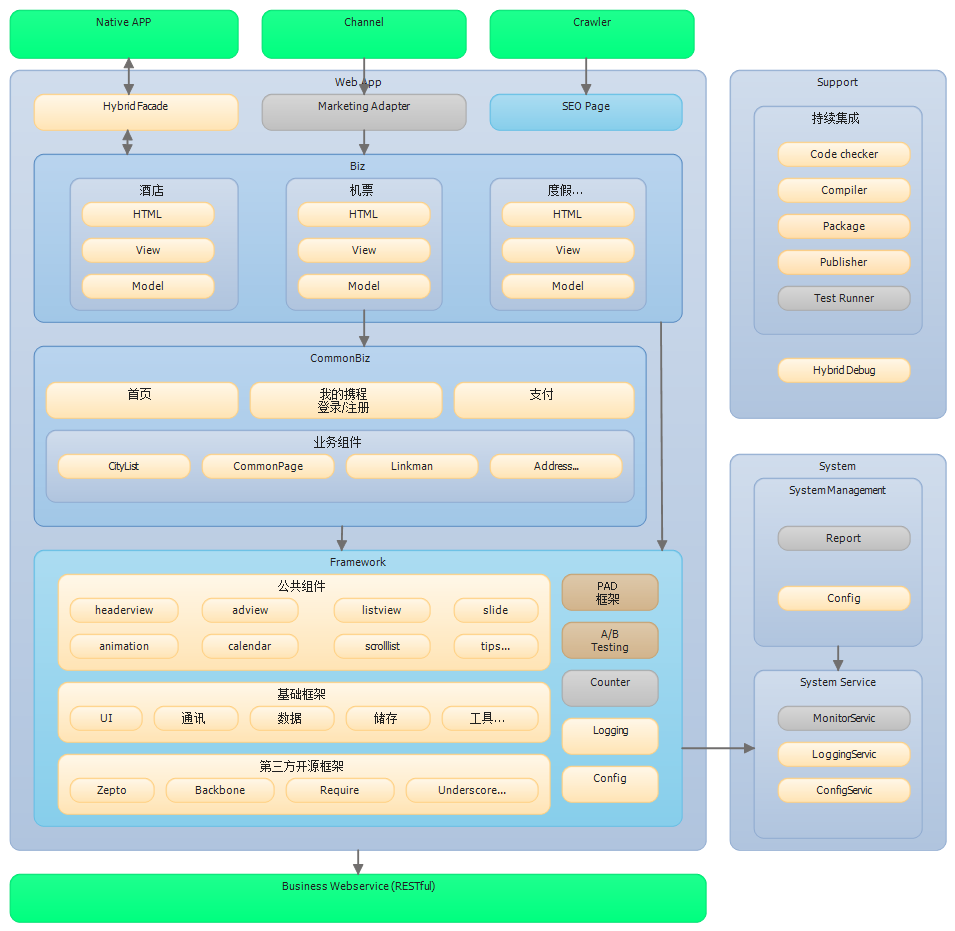 Native APP
Channel
Crawler
Web App
Hybrid Facade
Marketing Adapter
SEO Page
Biz
酒店
HTML
View
Model
机票
HTML
View
Model
度假...
HTML
View
Model
CommonBiz
首页
我的携程
登录/注册
支付
业务组件
CityList
CommonPage
Linkman
Address...
Framework
公共组件
headerview
adview
listview
slide
animation
calendar
scrolllist
tips...
基础框架
UI
通讯
数据
储存
工具...
第三方开源框架
Zepto
Backbone
Require
Underscore...
PAD
框架
A/B
Testing
Counter
Logging
Config
Business Webservice (RESTful)
Support
持续集成
Code checker
Compiler
Package
Publisher
Test Runner
Hybrid Debug
System
System Management
Report
Config
System Service
MonitorServic
LoggingServic
ConfigServic